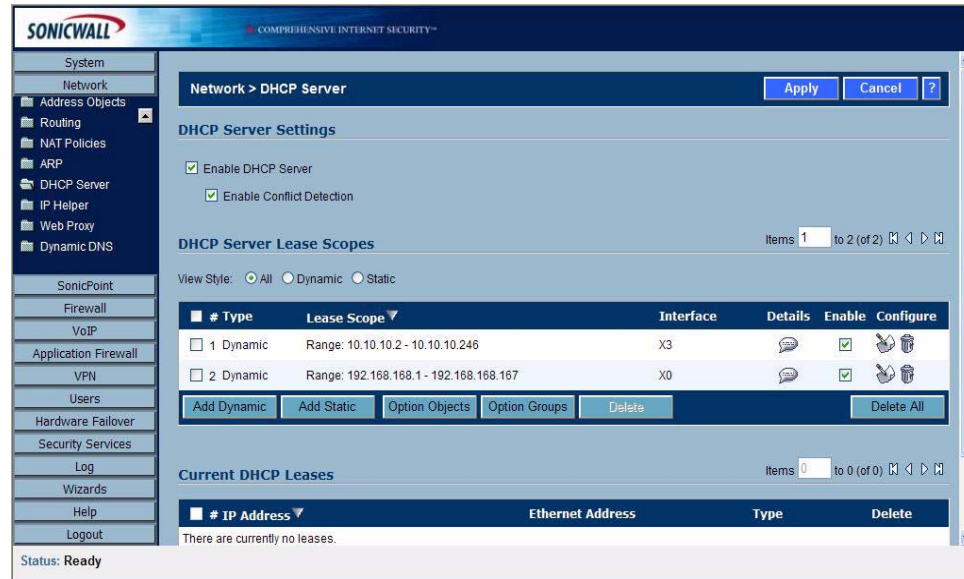 SONICWALL
COMPREHENSIVE INTERNET SECURITY™
System
Network
Address Objects
Routing
NAT Policies
ARP
DHCP Server
IP Helper
Web Proxy
Dynamic DNS
SonicPoint
Firewall
VoIP
Application Firewall
VPN
Users
Hardware Failover
Security Services
Log
Wizards
Help
Logout
Network > DHCP Server
Apply Cancel ?
DHCP Server Settings
Enable DHCP Server
Enable Conflict Detection
DHCP Server Lease Scopes
Items 1 to 2 (of 2)
View Style: All Dynamic Static
# Type Lease Scope Interface Details Enable Configure
1 Dynamic Range: 10.10.10.2 - 10.10.10.246 X3
2 Dynamic Range: 192.168.168.1 - 192.168.168.167 X0
Add Dynamic Add Static Option Objects Option Groups Delete Delete All
Current DHCP Leases
Items 0 to 0 (of 0)
# IP Address Ethernet Address Type Delete
There are currently no leases.
Status: Ready